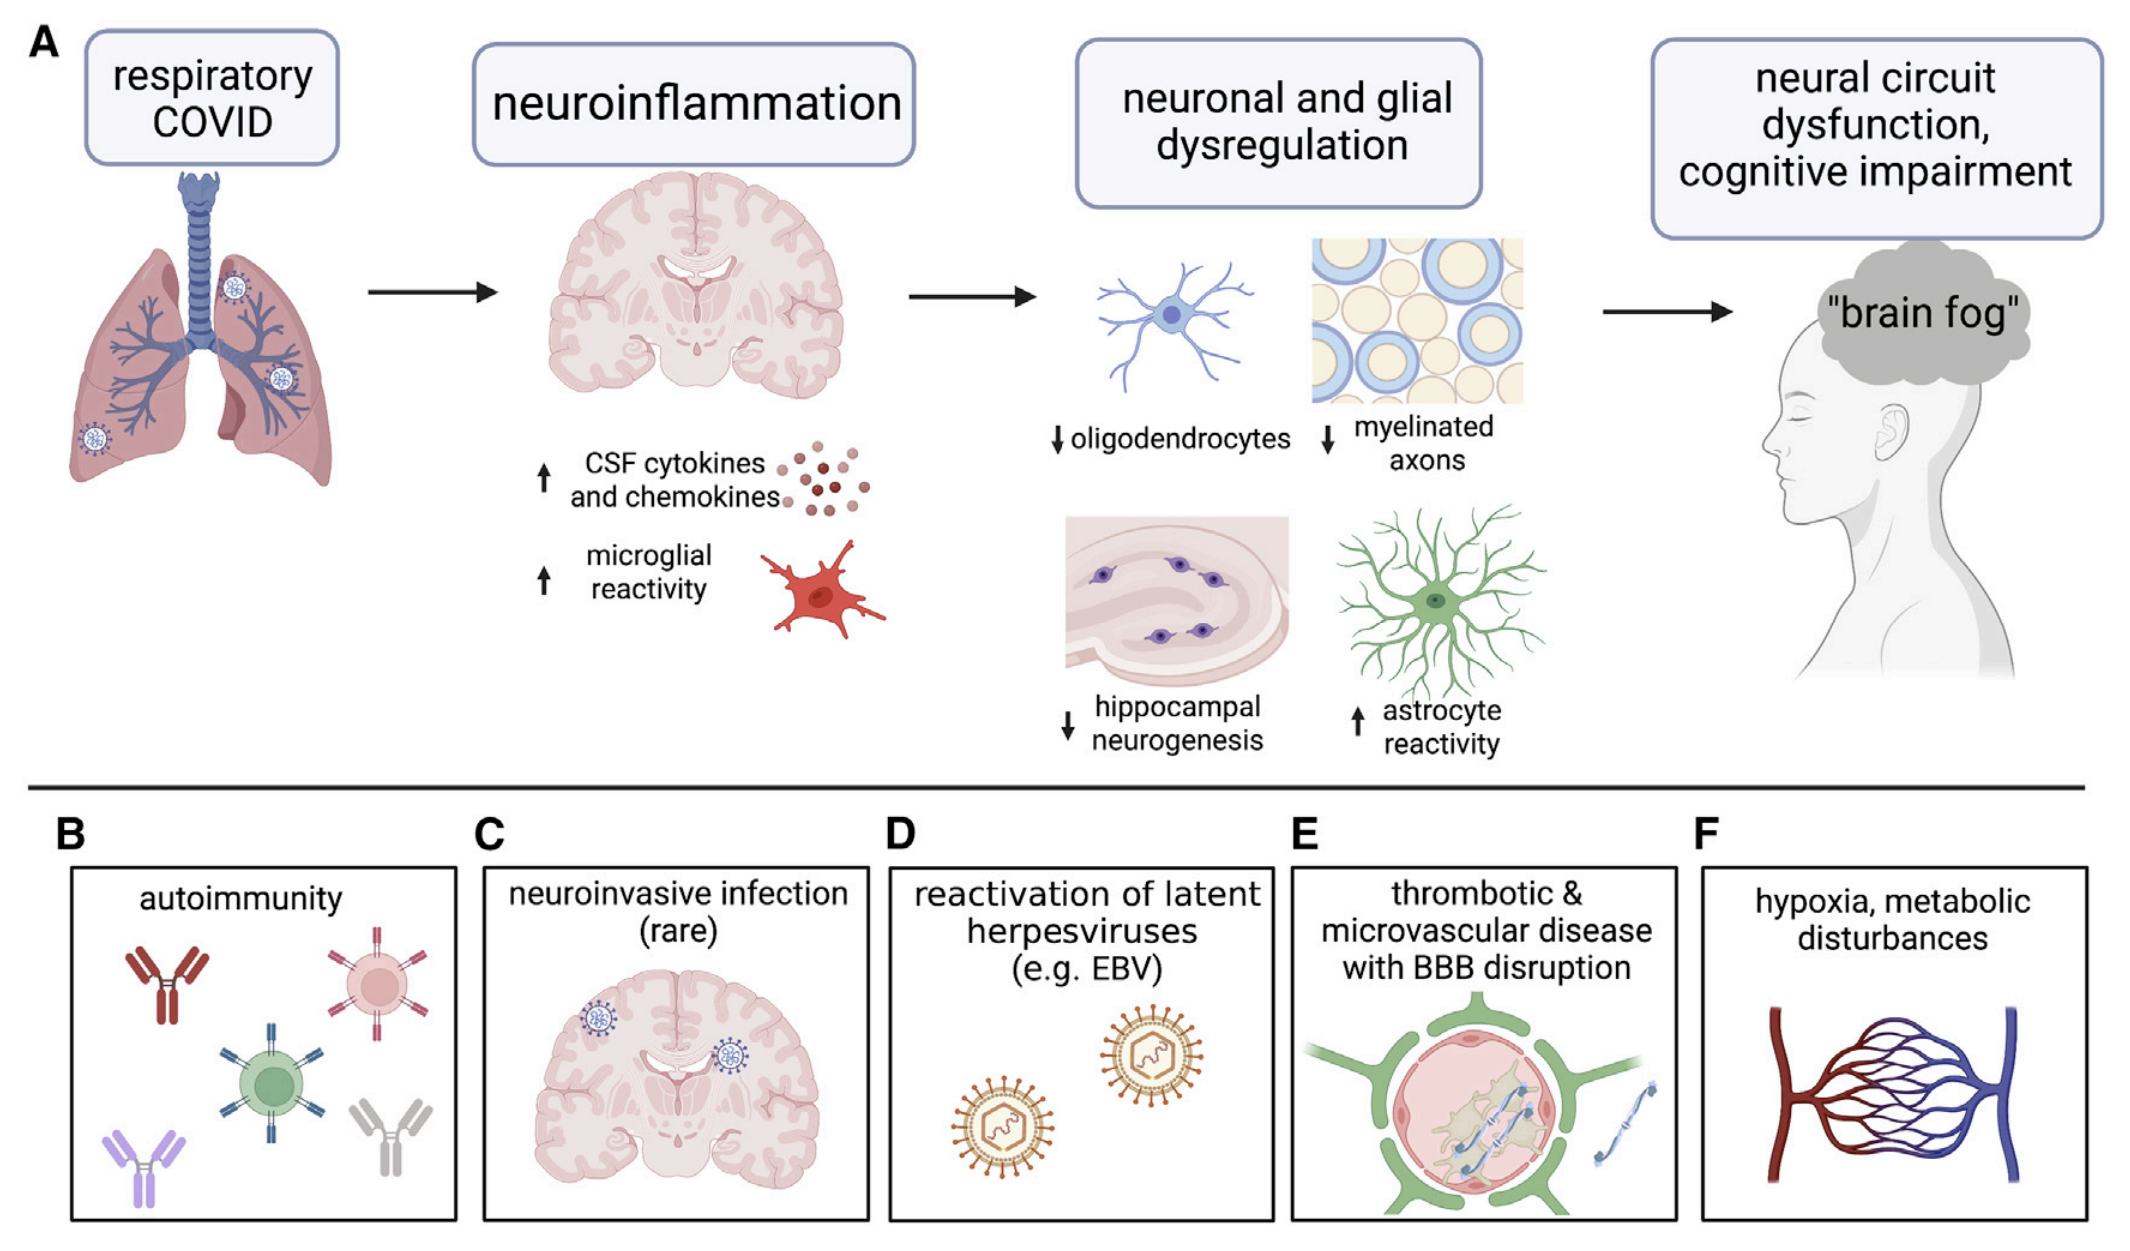 A
respiratory
COVID
neuroinflammation
neuronal and glial
dysregulation
neural circuit
dysfunction,
cognitive impairment
"brain fog"
CSF cytokines
and chemokines
microglial
reactivity
oligodendrocytes
myelinated
axons
hippocampal
neurogenesis
astrocyte
reactivity
B
autoimmunity
C
neuroinvasive infection
(rare)
D
reactivation of latent
herpesviruses
(e.g. EBV)
E
thrombotic &
microvascular disease
with BBB disruption
F
hypoxia, metabolic
disturbances